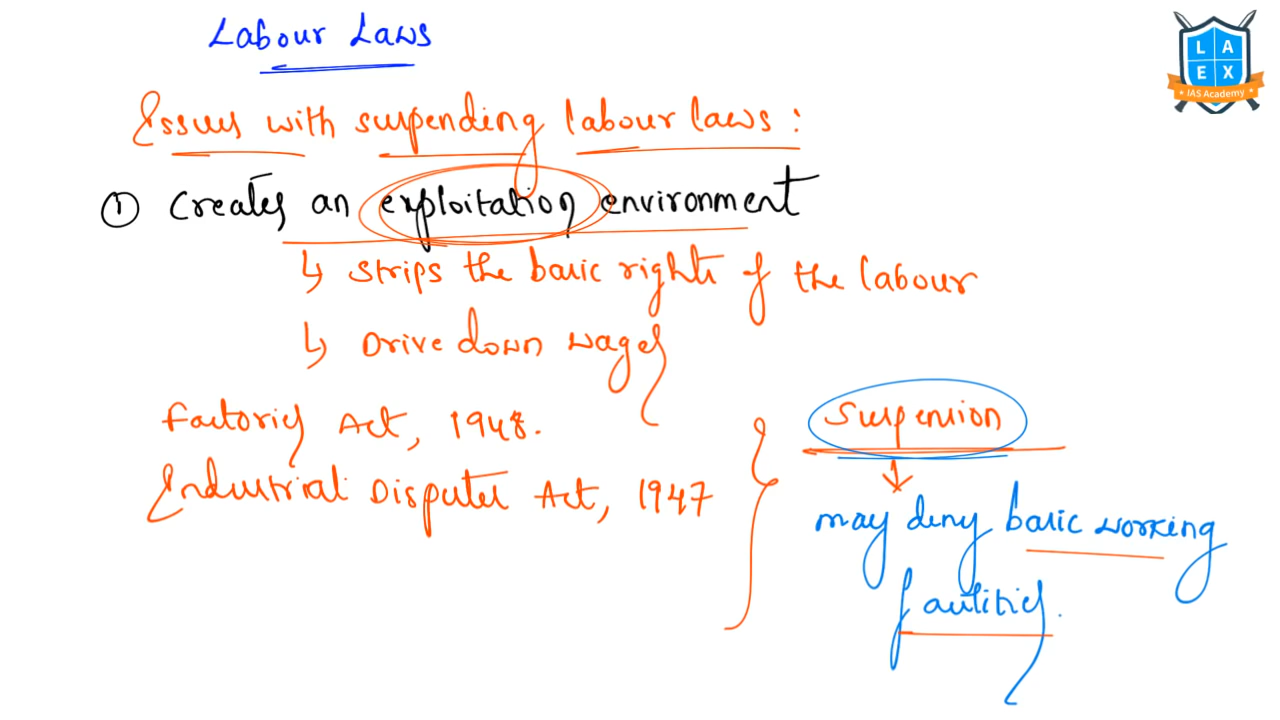 Labour Laws
L A
E X
IAS Academy
Issues with suspending labour laws :
① Creates an exploitation environment
↳ strips the basic rights of the labour
↳ Drive down wages
Factories Act, 1948.
Industrial Disputes Act, 1947
Suspension
may deny basic working
facilities.